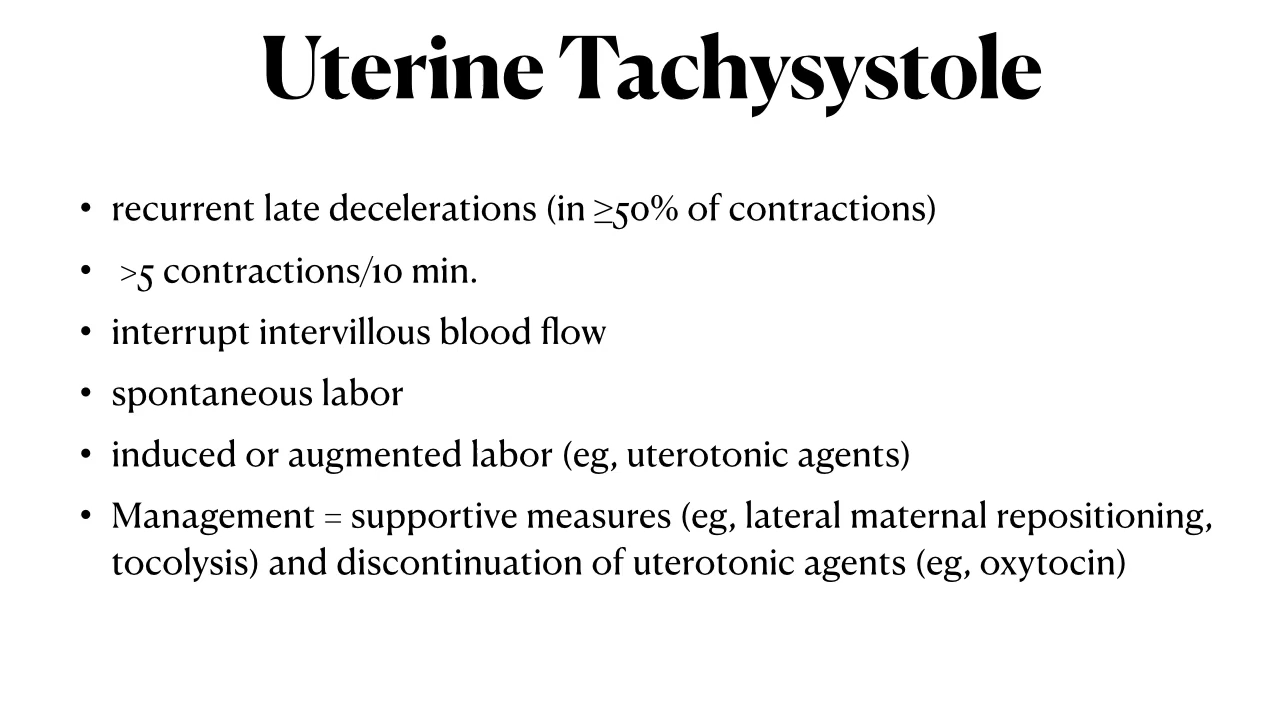 Uterine Tachysystole
• recurrent late decelerations (in ≥50% of contractions)
• >5 contractions/10 min.
• interrupt intervillous blood flow
• spontaneous labor
• induced or augmented labor (eg, uterotonic agents)
• Management = supportive measures (eg, lateral maternal repositioning,
tocolysis) and discontinuation of uterotonic agents (eg, oxytocin)